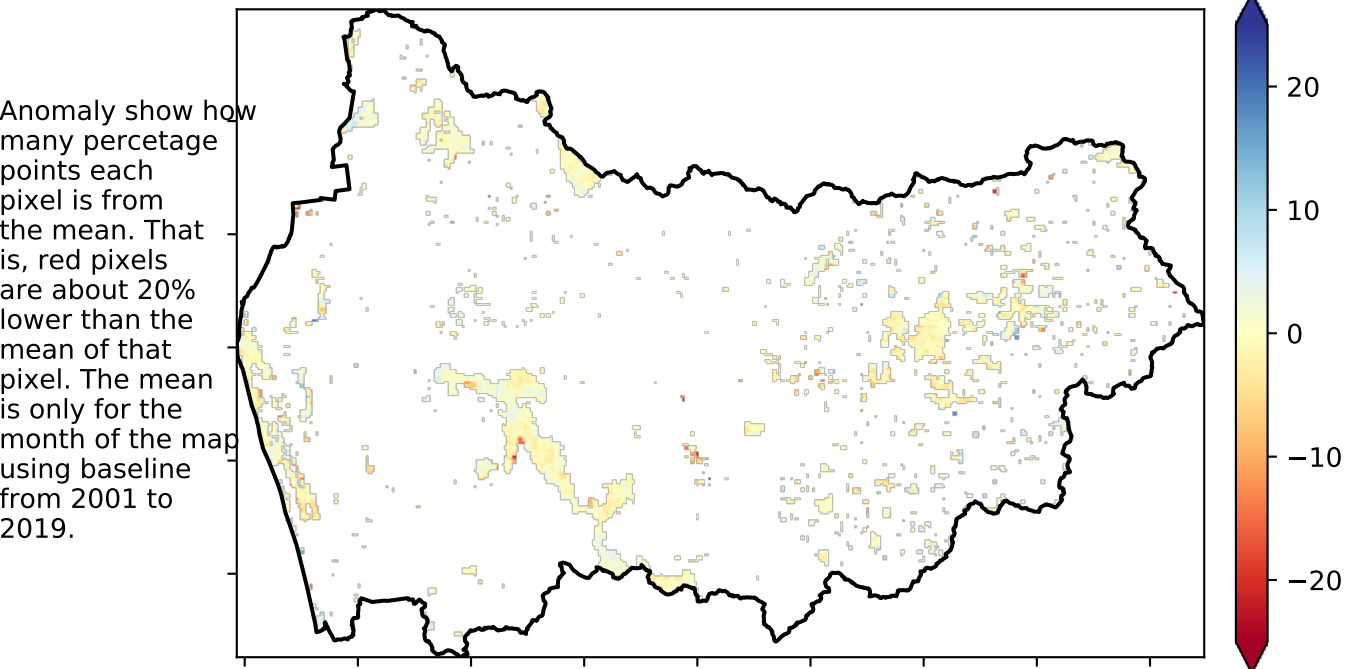 Anomaly show how
many percetage
points each
pixel is from
the mean. That
is, red pixels
are about 20%
lower than the
mean of that
pixel. The mean
is only for the
month of the map
using baseline
from 2001 to
2019.
20
10
0
−10
−20